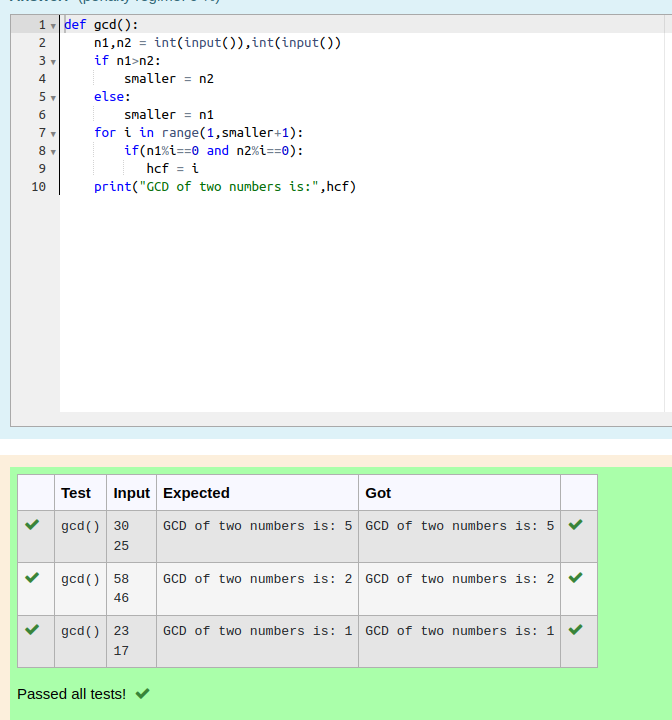 1 def gcd():
2     n1,n2 = int(input()),int(input())
3     if n1>n2:
4         smaller = n2
5     else:
6         smaller = n1
7     for i in range(1,smaller+1):
8         if(n1%i==0 and n2%i==0):
9            hcf = i
10     print("GCD of two numbers is:",hcf)
Test Input Expected Got
gcd() 30 GCD of two numbers is: 5 GCD of two numbers is: 5
25
gcd() 58 GCD of two numbers is: 2 GCD of two numbers is: 2
46
gcd() 23 GCD of two numbers is: 1 GCD of two numbers is: 1
17
Passed all tests!